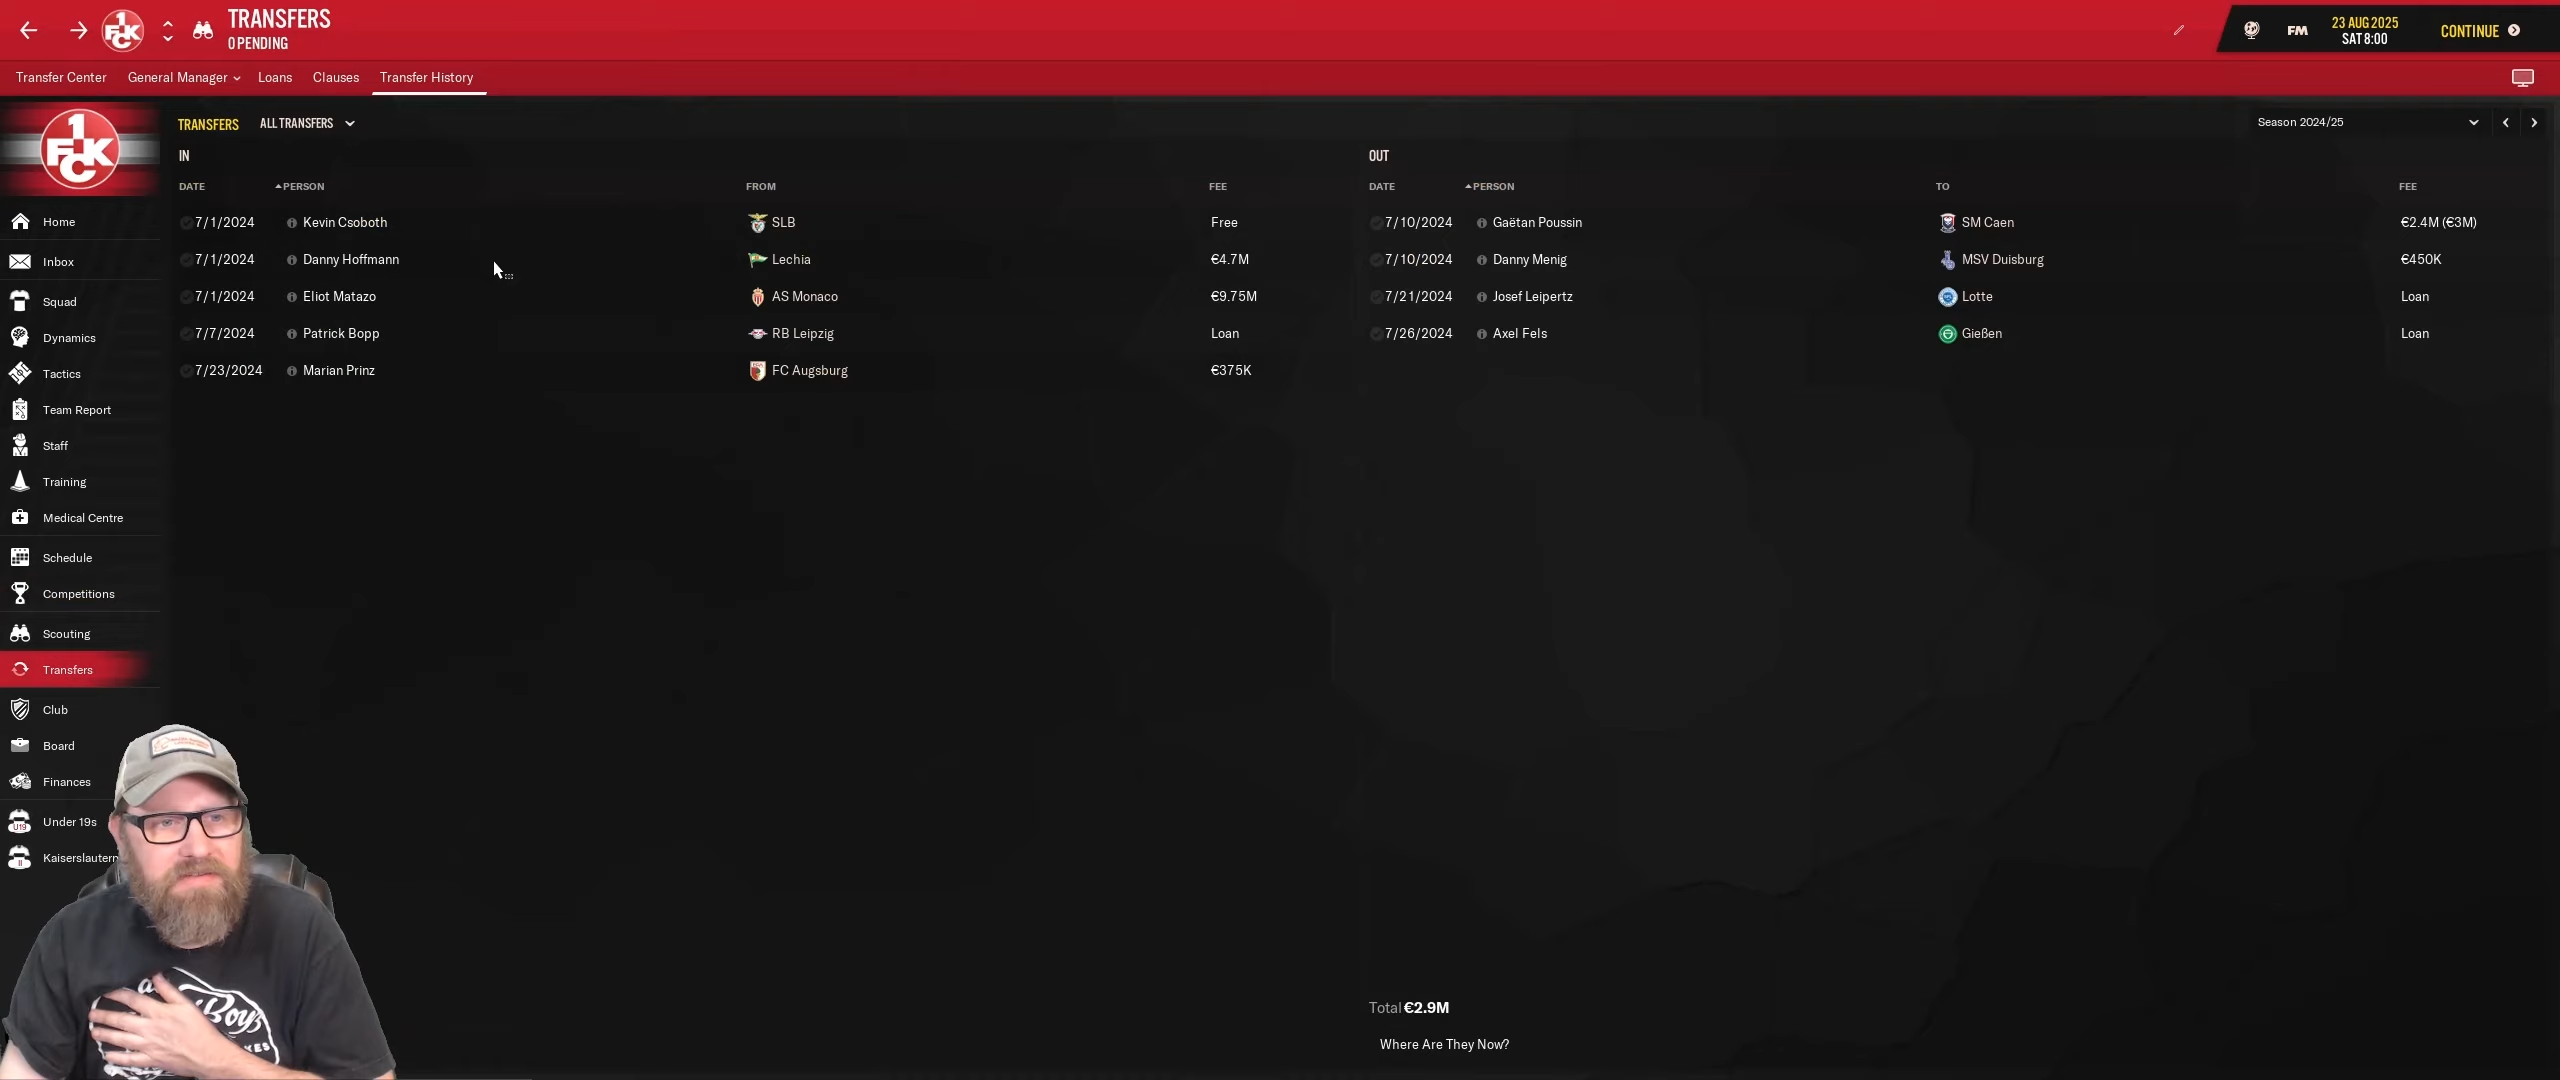 TRANSFERS
0 PENDING
FM
23 AUG 2025
SAT 8:00
CONTINUE
Transfer Center
General Manager
Loans
Clauses
Transfer History
1
FCK
TRANSFERS
ALL TRANSFERS
Season 2024/25
IN
OUT
DATE PERSON FROM FEE
DATE PERSON TO FEE
7/1/2024 Kevin Csoboth SLB Free
7/10/2024 Gaëtan Poussin SM Caen €2.4M (€3M)
7/1/2024 Danny Hoffmann Lechia €4.7M
7/10/2024 Danny Menig MSV Duisburg €450K
7/1/2024 Eliot Matazo AS Monaco €9.75M
7/21/2024 Josef Leipertz Lotte Loan
7/7/2024 Patrick Bopp RB Leipzig Loan
7/26/2024 Axel Fels Gießen Loan
7/23/2024 Marian Prinz FC Augsburg €375K
Home
Inbox
Squad
Dynamics
Tactics
Team Report
Staff
Training
Medical Centre
Schedule
Competitions
Scouting
Transfers
Club
Board
Finances
U19 Under 19s
II Kaiserslautern
Total €2.9M
Where Are They Now?
Boys